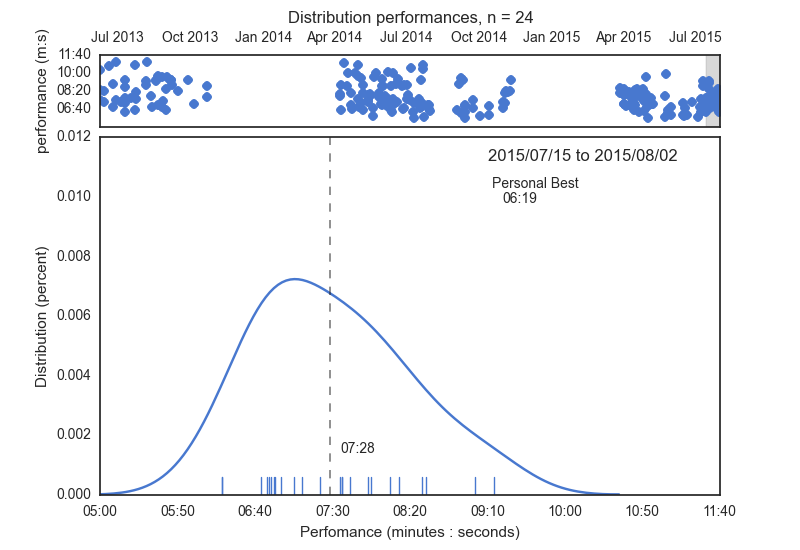 Distribution performances, n = 24
Jul 2013 Oct 2013 Jan 2014 Apr 2014 Jul 2014 Oct 2014 Jan 2015 Apr 2015 Jul 2015
performance (m:s)
11:40
10:00
08:20
06:40
Distribution (percent)
0.012
0.010
0.008
0.006
0.004
0.002
0.000
2015/07/15 to 2015/08/02
Personal Best
06:19
07:28
05:00 05:50 06:40 07:30 08:20 09:10 10:00 10:50 11:40
Perfomance (minutes : seconds)